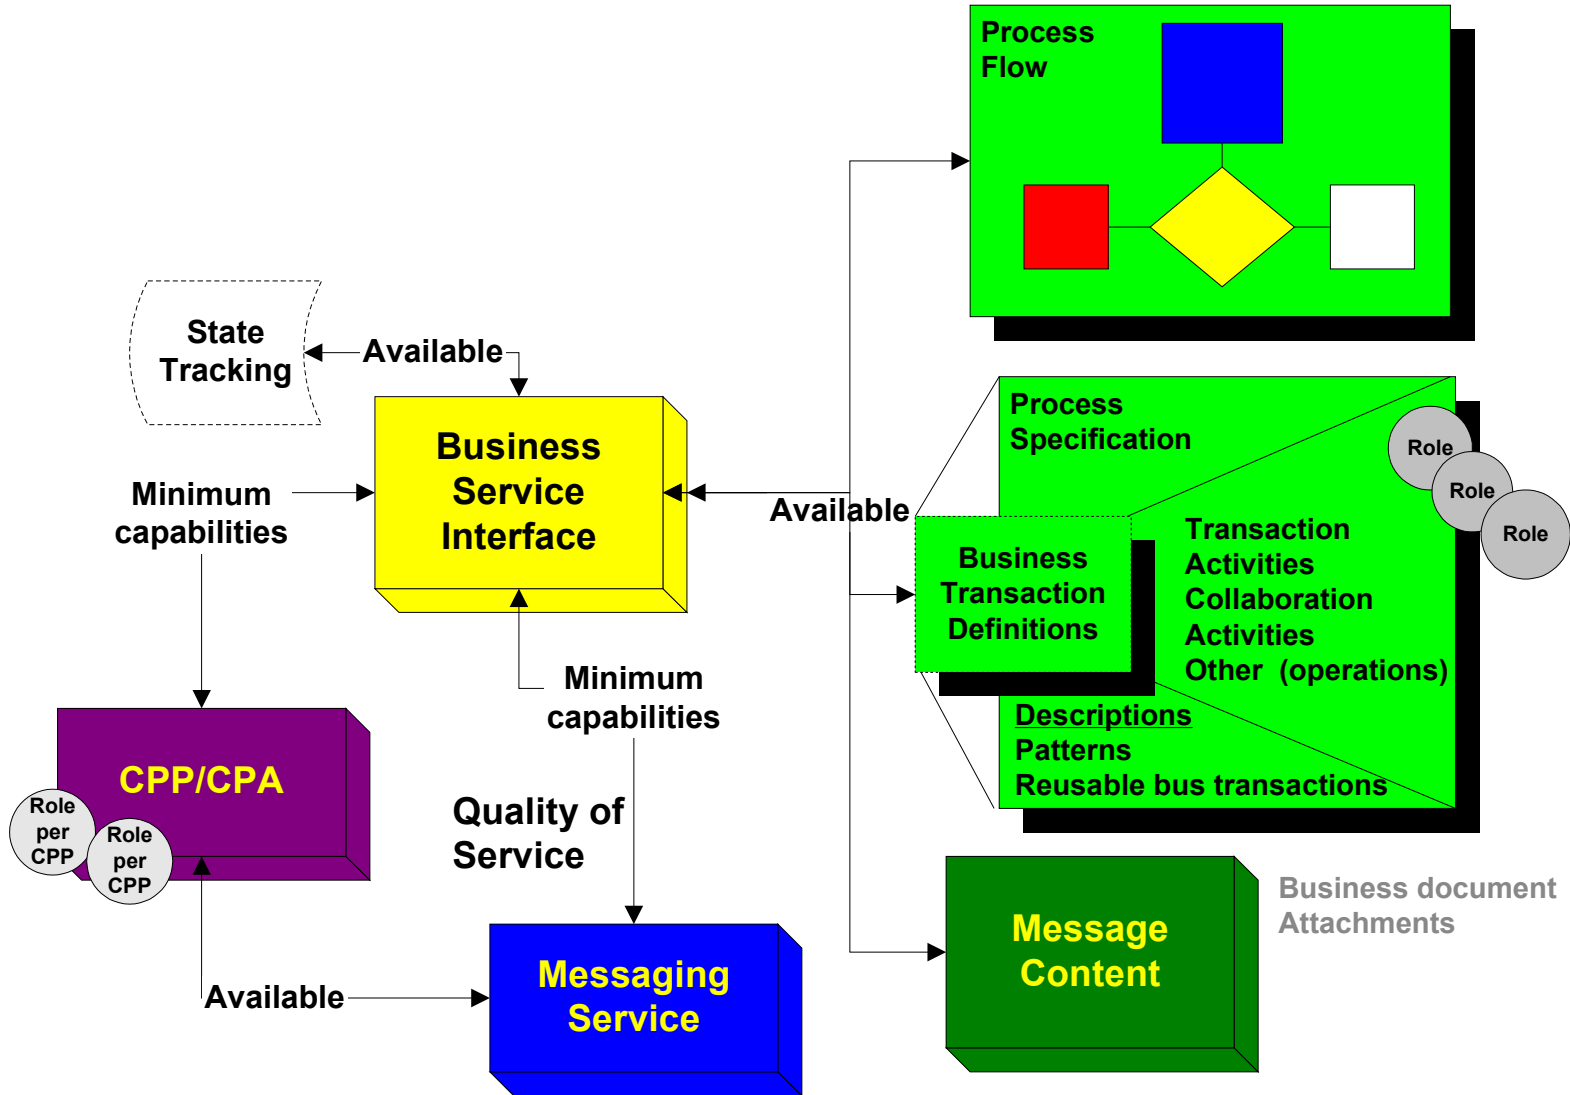 Process
Flow
State
Tracking
Available
Business
Service
Interface
Minimum
capabilities
Available
Process
Specification
Role
Role
Role
Business
Transaction
Definitions
Transaction
Activities
Collaboration
Activities
Other (operations)
Descriptions
Patterns
Reusable bus transactions
Minimum
capabilities
CPP/CPA
Role
per
CPP
Role
per
CPP
Quality of
Service
Available
Messaging
Service
Message
Content
Business document
Attachments